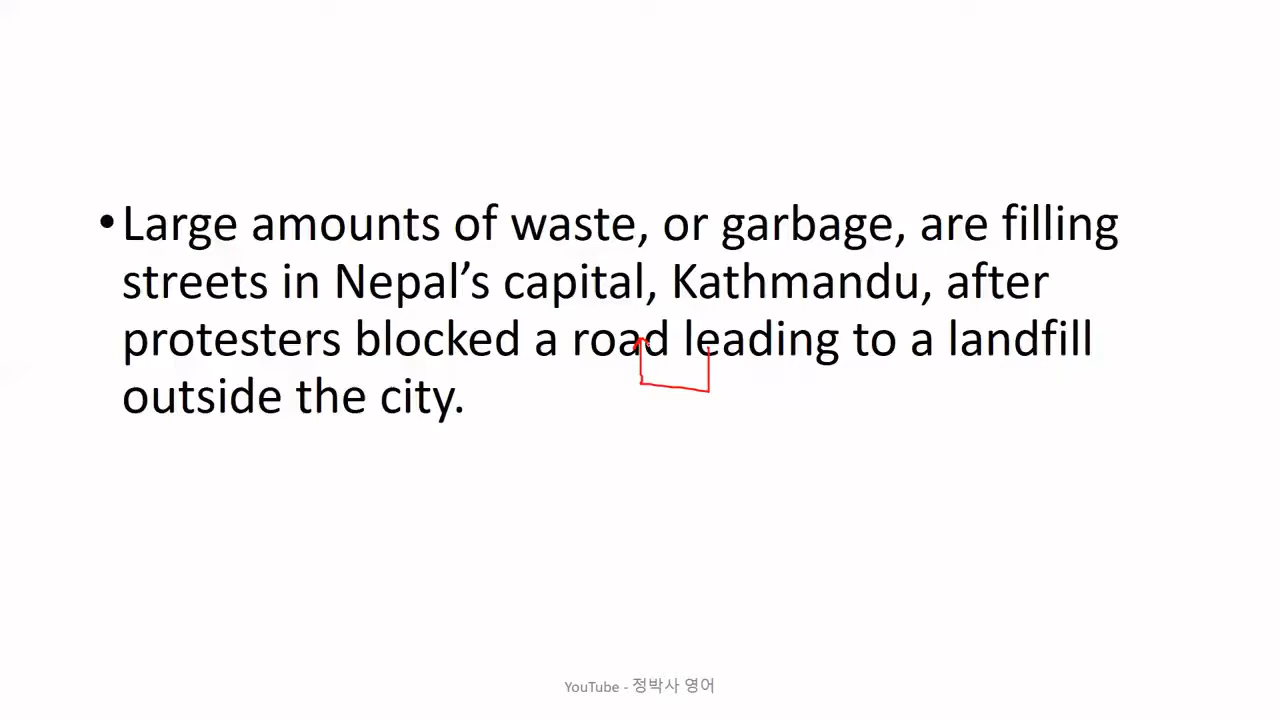 •Large amounts of waste, or garbage, are filling
streets in Nepal’s capital, Kathmandu, after
protesters blocked a road leading to a landfill
outside the city.
YouTube - 정박사 영어